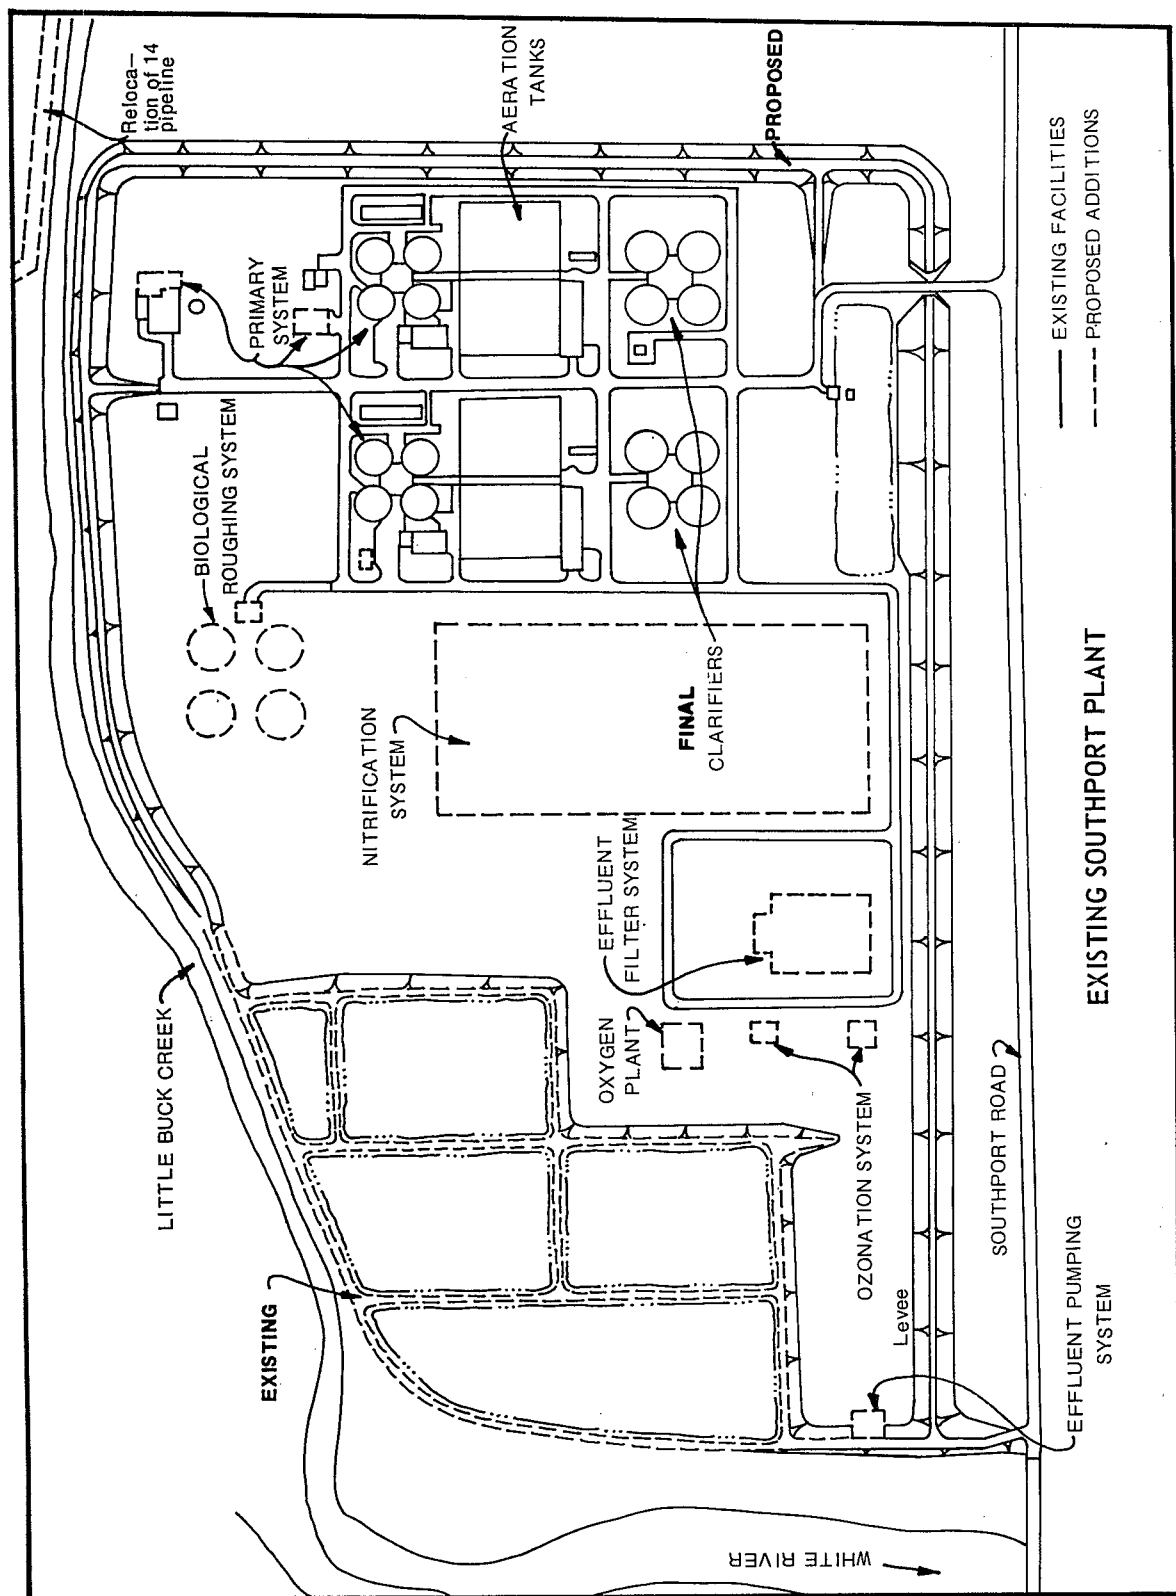 Reloca-
tion of 14
pipeline
AERATION
TANKS
PROPOSED
PRIMARY
SYSTEM
BIOLOGICAL
ROUGHING SYSTEM
NITRIFICATION
SYSTEM
FINAL
CLARIFIERS
EFFLUENT
FILTER SYSTEM
OXYGEN
PLANT
OZONATION SYSTEM
LITTLE BUCK CREEK
EXISTING
Levee
SOUTHPORT ROAD
EFFLUENT PUMPING
SYSTEM
WHITE RIVER
EXISTING FACILITIES
PROPOSED ADDITIONS
EXISTING SOUTHPORT PLANT